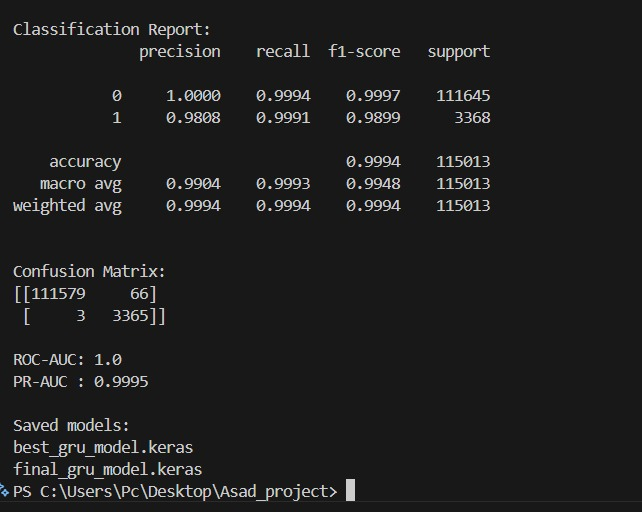 Classification Report:
              precision    recall  f1-score   support

           0     1.0000    0.9994    0.9997    111645
           1     0.9808    0.9991    0.9899      3368

    accuracy                         0.9994    115013
   macro avg     0.9904    0.9993    0.9948    115013
weighted avg     0.9994    0.9994    0.9994    115013


Confusion Matrix:
[[111579     66]
 [     3   3365]]

ROC-AUC: 1.0
PR-AUC : 0.9995

Saved models:
best_gru_model.keras
final_gru_model.keras
PS C:\Users\Pc\Desktop\Asad_project>